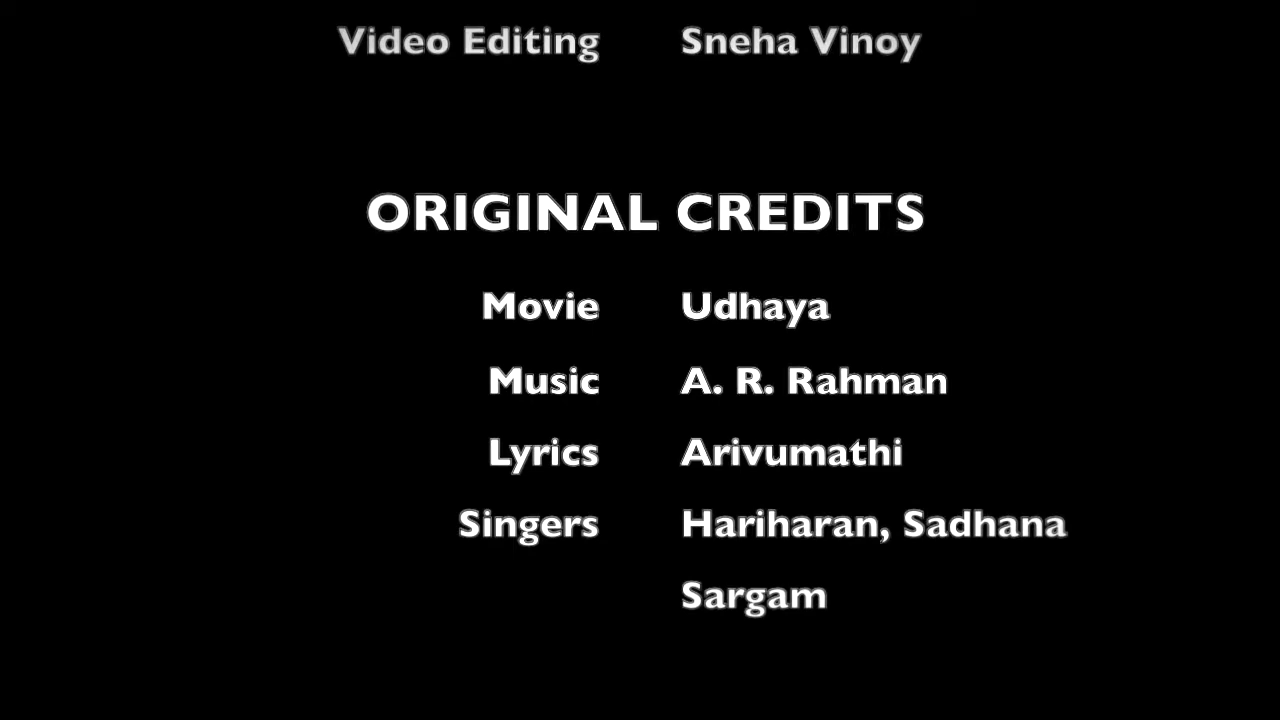 Video Editing Sneha Vinoy
ORIGINAL CREDITS
Movie Udhaya
Music A. R. Rahman
Lyrics Arivumathi
Singers Hariharan, Sadhana
Sargam